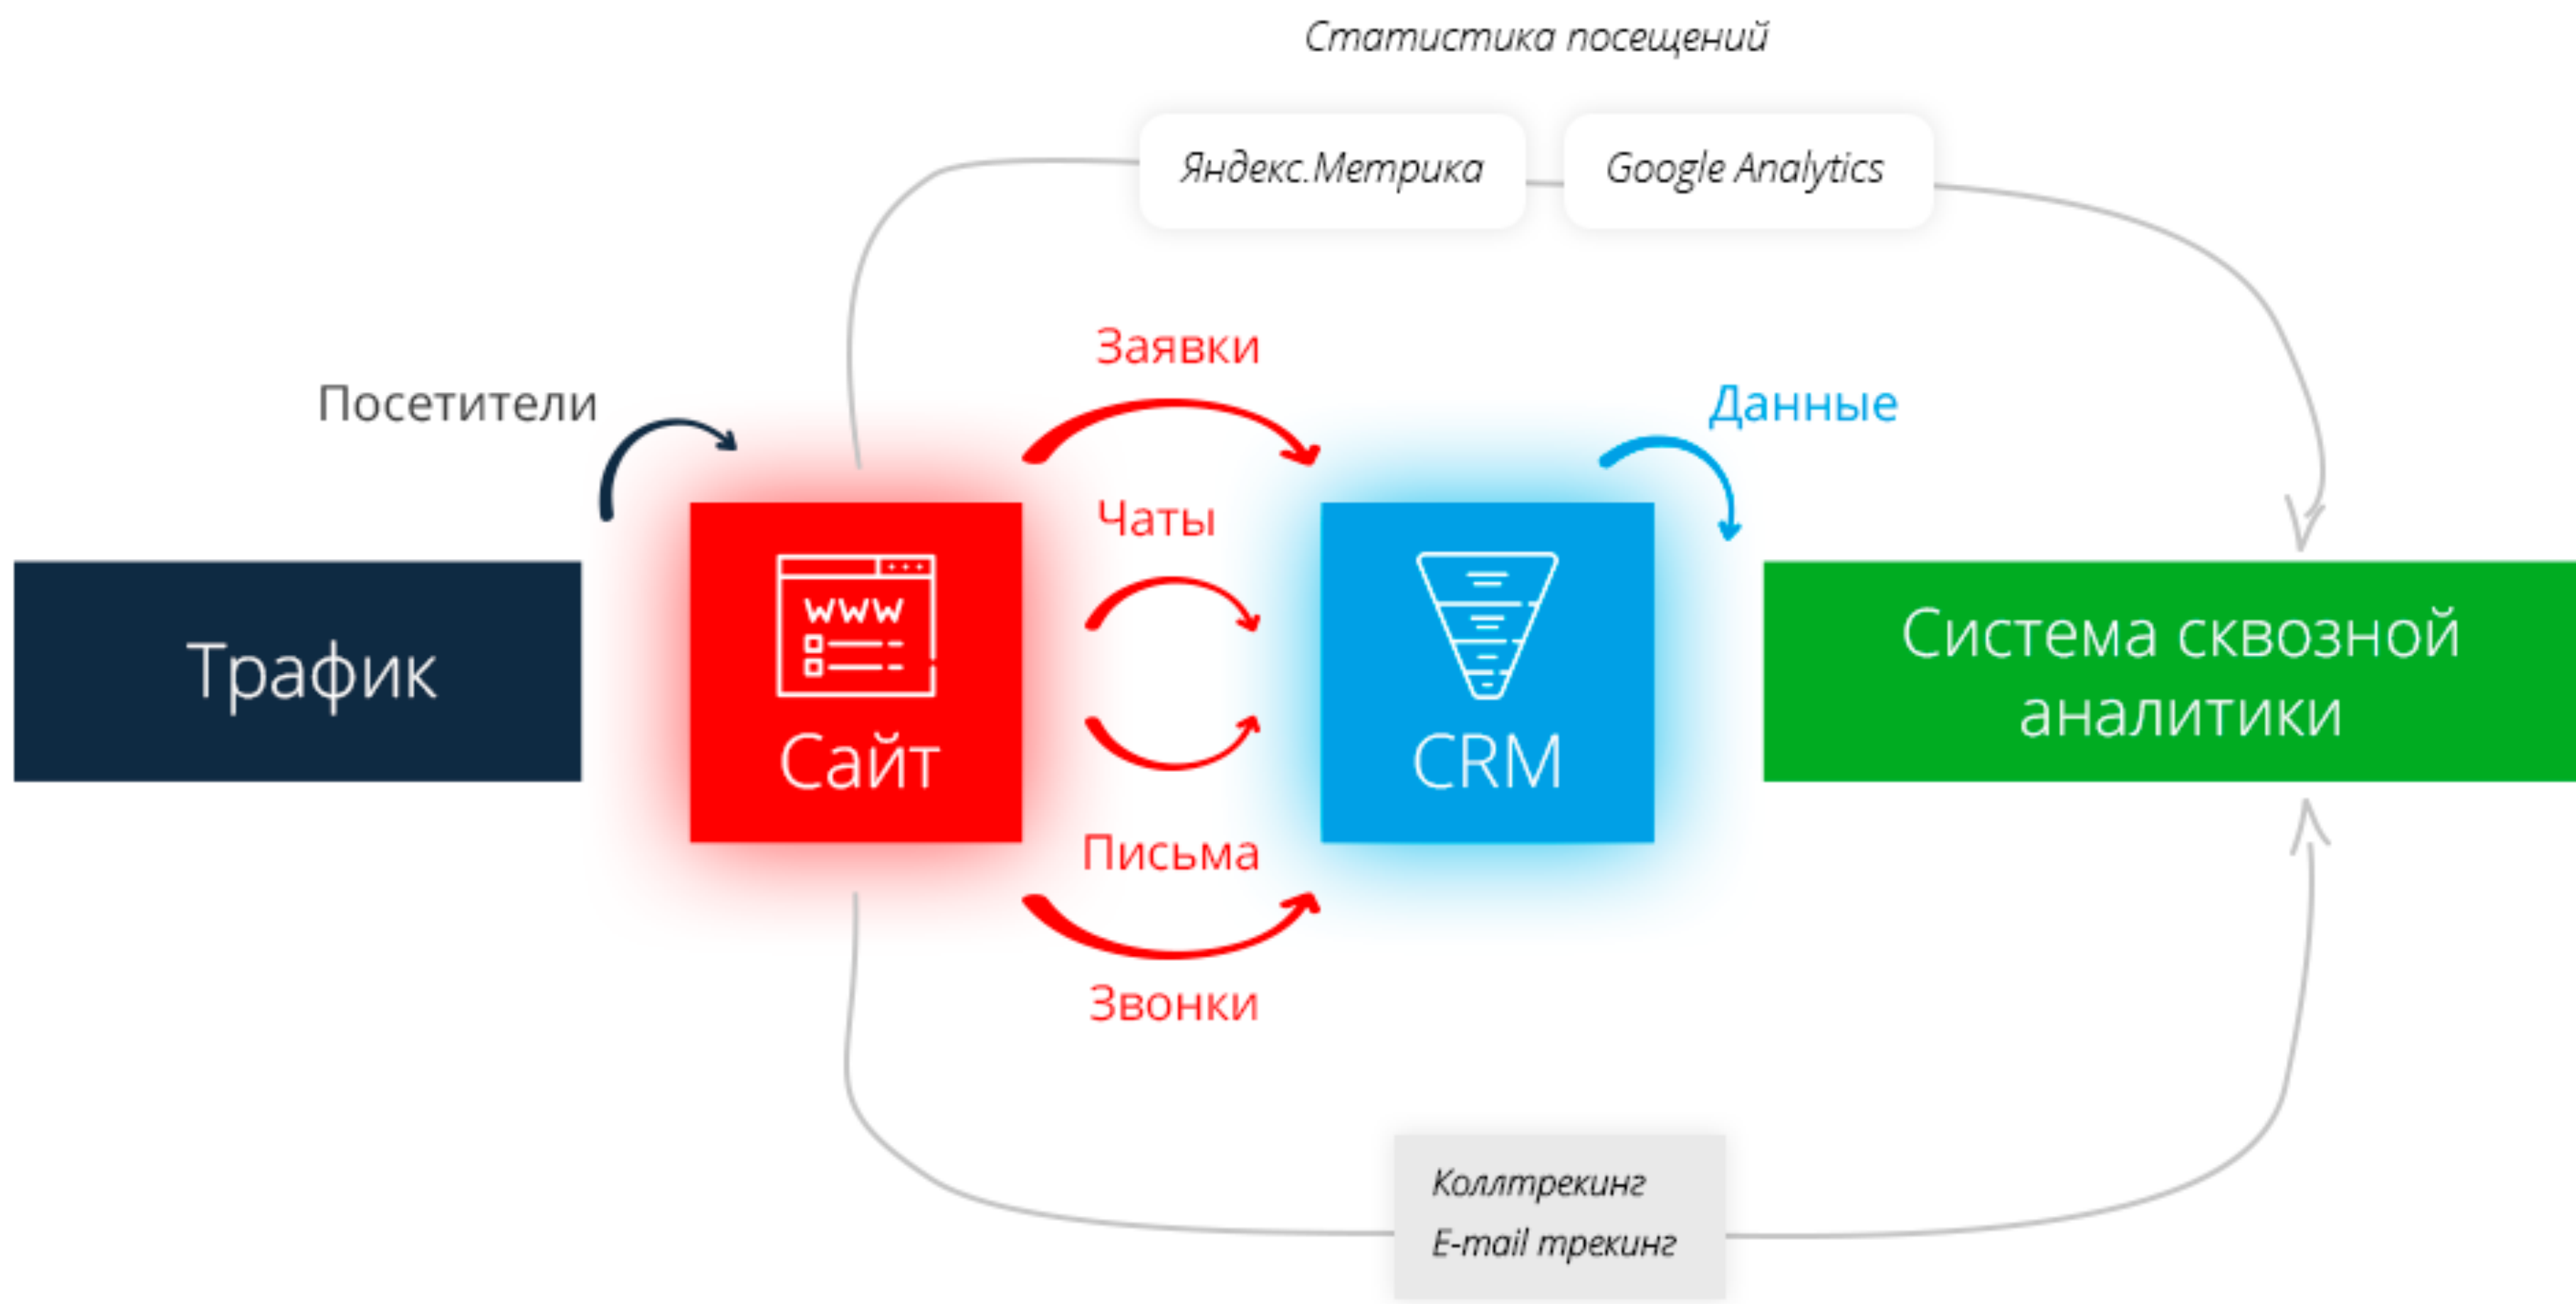 Статистика посещений
Яндекс.Метрика
Google Analytics
Посетители
Заявки
Данные
Чаты
Трафик
www
Сайт
CRM
Система сквозной
аналитики
Письма
Звонки
Коллтрекинг
E-mail трекинг